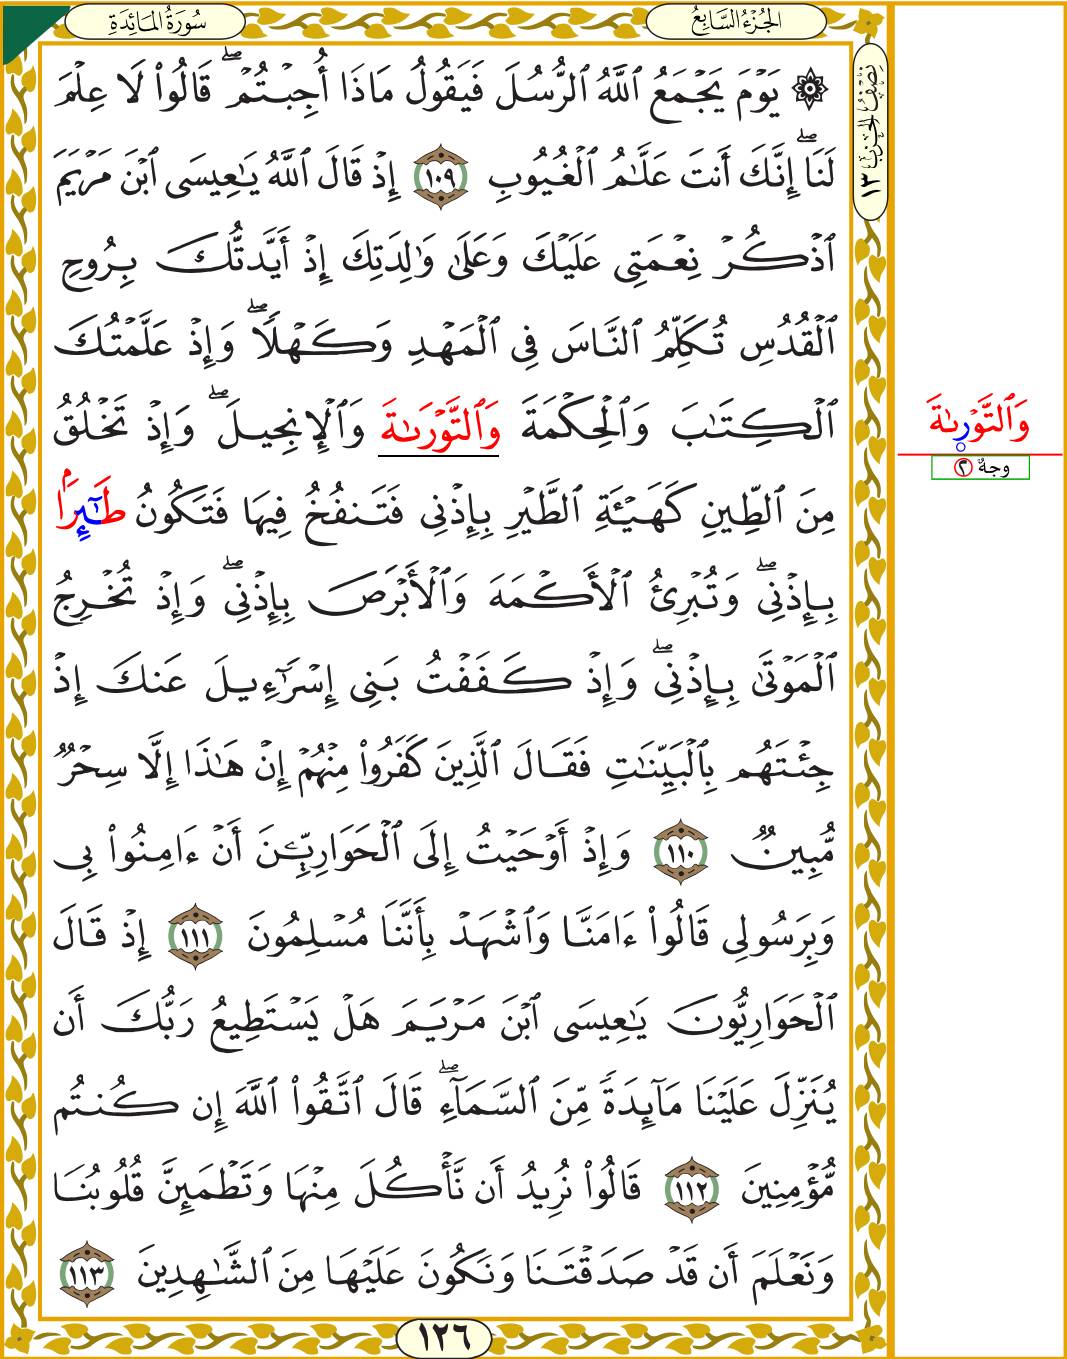 سُورَةُ المَائِدَةِ
الجُزْءُ السَّابِعُ
نِصْفُ الحِزْبِ ١٣
۞ يَوْمَ يَجْمَعُ ٱللَّهُ ٱلرُّسُلَ فَيَقُولُ مَاذَا أُجِبْتُمْ ۖ قَالُوا۟ لَا عِلْمَ
لَنَا ۖ إِنَّكَ أَنتَ عَلَّٰمُ ٱلْغُيُوبِ ١٠٩ إِذْ قَالَ ٱللَّهُ يَٰعِيسَى ٱبْنَ مَرْيَمَ
ٱذْكُرْ نِعْمَتِى عَلَيْكَ وَعَلَىٰ وَٰلِدَتِكَ إِذْ أَيَّدتُّكَ بِرُوحِ
ٱلْقُدُسِ تُكَلِّمُ ٱلنَّاسَ فِى ٱلْمَهْدِ وَكَهْلًا ۖ وَإِذْ عَلَّمْتُكَ
ٱلْكِتَٰبَ وَٱلْحِكْمَةَ وَٱلتَّوْرَىٰةَ وَٱلْإِنجِيلَ ۖ وَإِذْ تَخْلُقُ
مِنَ ٱلطِّينِ كَهَيْـَٔةِ ٱلطَّيْرِ بِإِذْنِى فَتَنفُخُ فِيهَا فَتَكُونُ طَٰٓئِرًۢا
بِإِذْنِى ۖ وَتُبْرِئُ ٱلْأَكْمَهَ وَٱلْأَبْرَصَ بِإِذْنِى ۖ وَإِذْ تُخْرِجُ
ٱلْمَوْتَىٰ بِإِذْنِى ۖ وَإِذْ كَفَفْتُ بَنِى إِسْرَٰٓءِيلَ عَنكَ إِذْ
جِئْتَهُم بِٱلْبَيِّنَٰتِ فَقَالَ ٱلَّذِينَ كَفَرُوا۟ مِنْهُمْ إِنْ هَٰذَا إِلَّا سِحْرٌ
مُّبِينٌ ١١٠ وَإِذْ أَوْحَيْتُ إِلَى ٱلْحَوَارِيِّـۧنَ أَنْ ءَامِنُوا۟ بِى
وَبِرَسُولِى قَالُوا۟ ءَامَنَّا وَٱشْهَدْ بِأَنَّنَا مُسْلِمُونَ ١١١ إِذْ قَالَ
ٱلْحَوَارِيُّونَ يَٰعِيسَى ٱبْنَ مَرْيَمَ هَلْ يَسْتَطِيعُ رَبُّكَ أَن
يُنَزِّلَ عَلَيْنَا مَآئِدَةً مِّنَ ٱلسَّمَآءِ ۖ قَالَ ٱتَّقُوا۟ ٱللَّهَ إِن كُنتُم
مُّؤْمِنِينَ ١١٢ قَالُوا۟ نُرِيدُ أَن نَّأْكُلَ مِنْهَا وَتَطْمَئِنَّ قُلُوبُنَا
وَنَعْلَمَ أَن قَدْ صَدَقْتَنَا وَنَكُونَ عَلَيْهَا مِنَ ٱلشَّٰهِدِينَ ١١٣
١٢٦
وَٱلتَّوْرىٰةَ
وجهٌ ٢